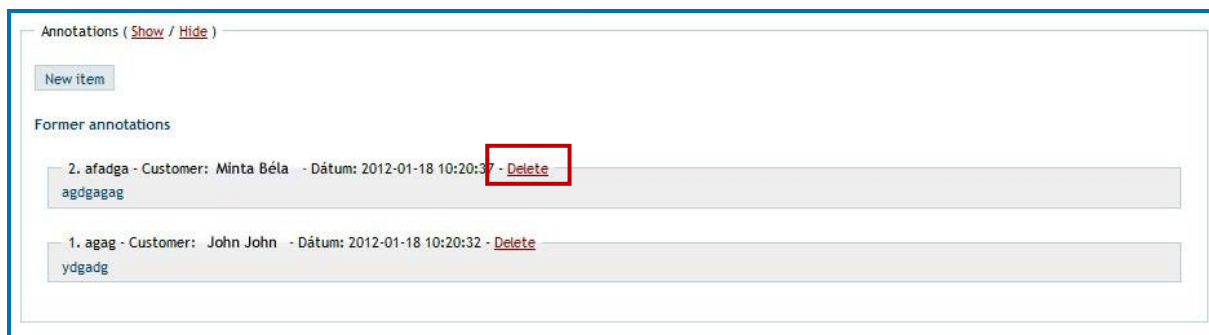 Annotations ( Show / Hide )
New item
Former annotations
2. afadga - Customer: Minta Béla - Dátum: 2012-01-18 10:20:37 - Delete
agdgagag
1. agag - Customer: John John - Dátum: 2012-01-18 10:20:32 - Delete
ydgadg